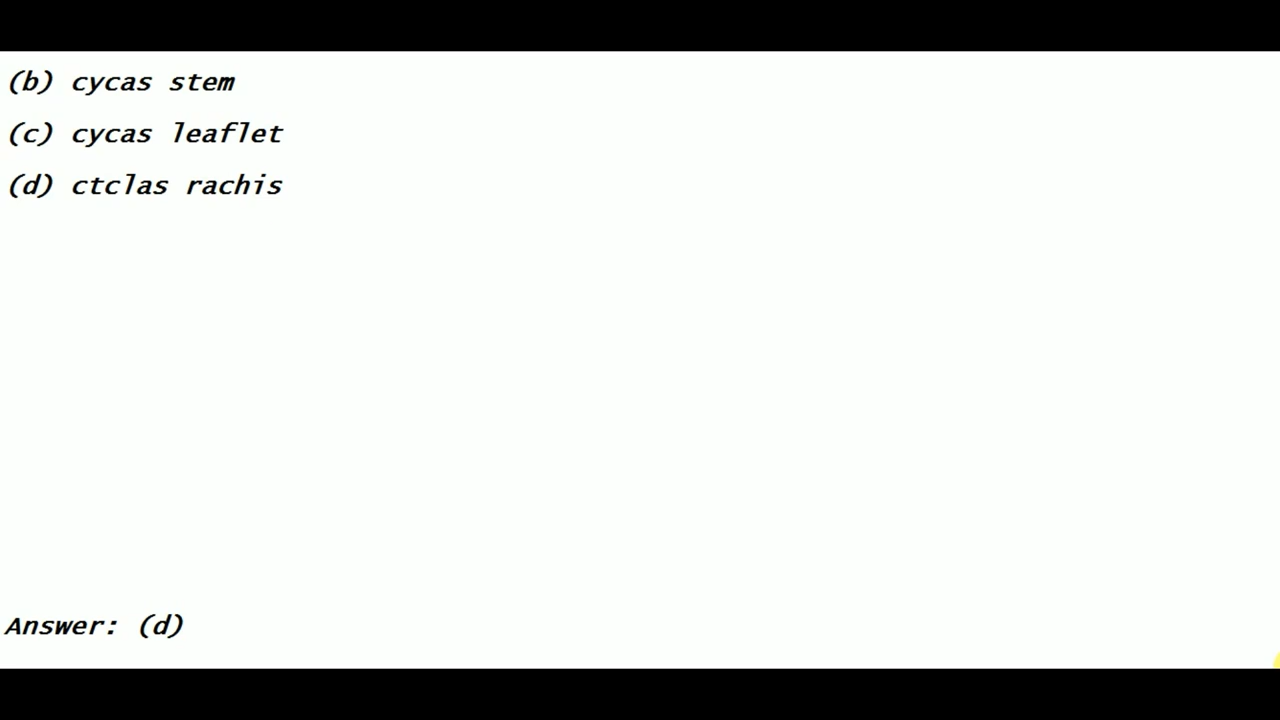 (b) cycas stem
(c) cycas leaflet
(d) ctclas rachis
Answer: (d)